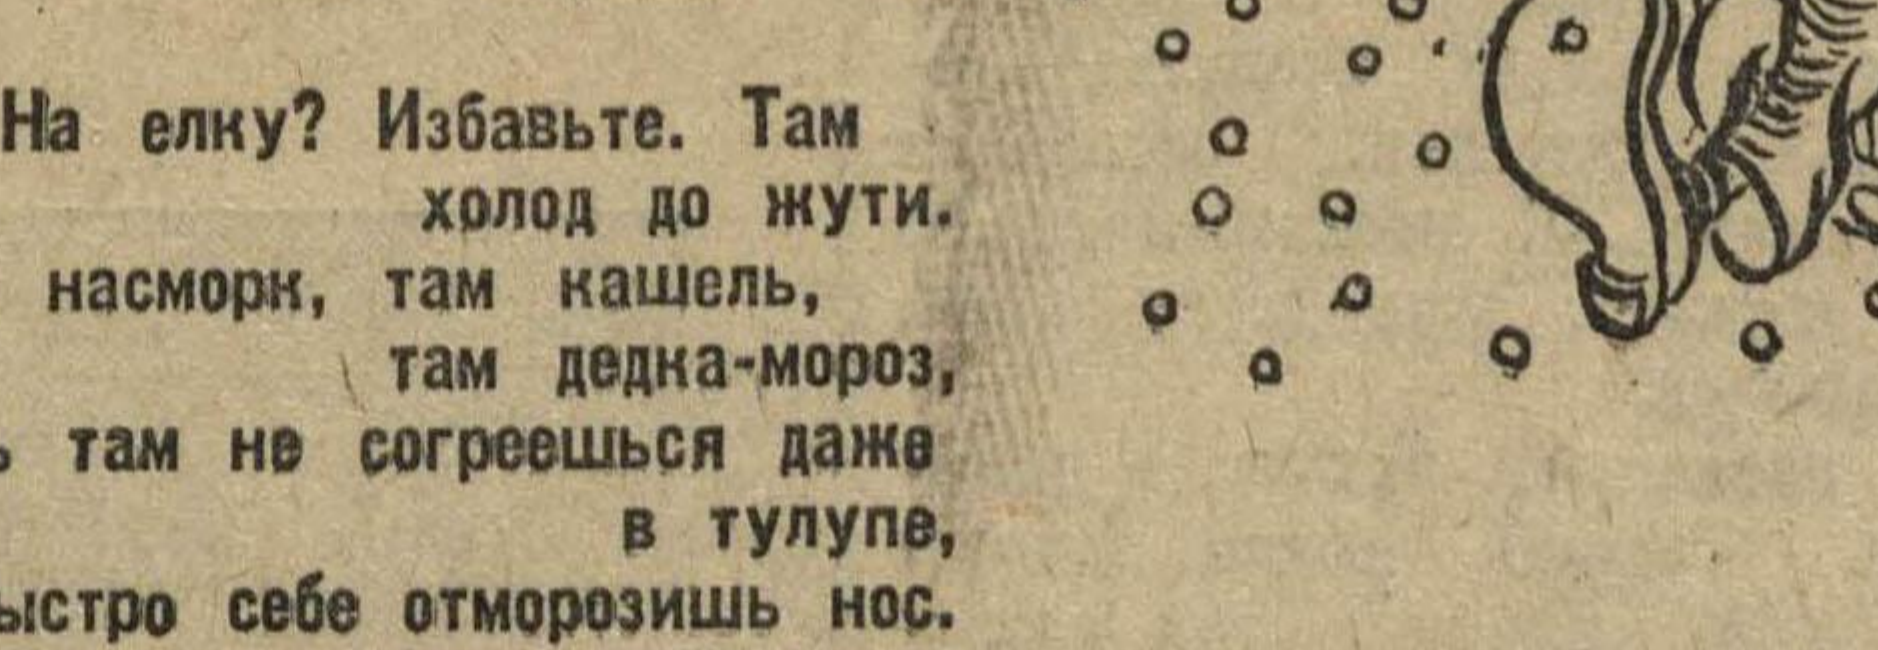 На елку? Избавьте. Там
холод до жути.
насморк, там кашель,
там дедка-мороз,
там не согреешься даже
в тулупе,
себе отморозишь нос.